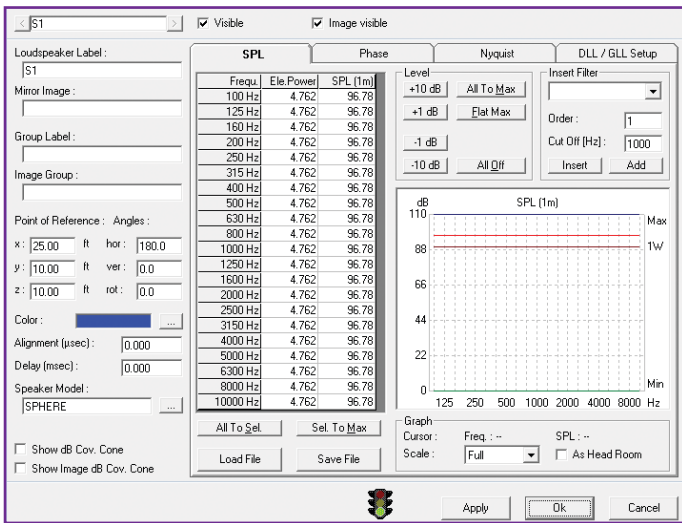 S1
Visible
Image visible
Loudspeaker Label :
S1
Mirror Image :
Group Label :
Image Group :
Point of Reference : Angles :
x : 25.00 ft hor : 180.0
y : 10.00 ft ver : 0.0
z : 10.00 ft rot : 0.0
Color :
...
Alignment (µsec) : 0.000
Delay (msec) : 0.000
Speaker Model :
SPHERE ...
Show dB Cov. Cone
Show Image dB Cov. Cone
SPL Phase Nyquist DLL / GLL Setup
Frequ. Ele.Power SPL (1m)
100 Hz 4.762 96.78
125 Hz 4.762 96.78
160 Hz 4.762 96.78
200 Hz 4.762 96.78
250 Hz 4.762 96.78
315 Hz 4.762 96.78
400 Hz 4.762 96.78
500 Hz 4.762 96.78
630 Hz 4.762 96.78
800 Hz 4.762 96.78
1000 Hz 4.762 96.78
1250 Hz 4.762 96.78
1600 Hz 4.762 96.78
2000 Hz 4.762 96.78
2500 Hz 4.762 96.78
3150 Hz 4.762 96.78
4000 Hz 4.762 96.78
5000 Hz 4.762 96.78
6300 Hz 4.762 96.78
8000 Hz 4.762 96.78
10000 Hz 4.762 96.78
All To Sel. Sel. To Max
Load File Save File
Level
+10 dB All To Max
+1 dB Flat Max
-1 dB
-10 dB All Off
Insert Filter
Order : 1
Cut Off [Hz] : 1000
Insert Add
dB SPL (1m)
110 Max
88 1W
66
44
22
0 Min
125 250 500 1000 2000 4000 8000 Hz
Graph
Cursor : Freq. : -- SPL : --
Scale : Full As Head Room
Apply Ok Cancel